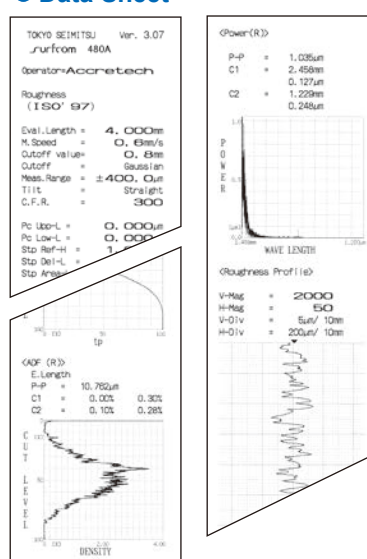 Data Sheet
TOKYO SEIMITSU Ver. 3.07
surfcom 480A
Operator=Accretech
Roughness
(ISO' 97)
Eval.Length = 4.000mm
M.Speed = 0.6mm/s
Cutoff value= 0.8mm
Cutoff = Gaussian
Meas.Range = ±400.0μm
Tilt = Straight
C.F.R. = 300
Pc Upp-L = 0.000μm
Pc Low-L = 0.000
Stp Ref-H =
Stp Del-L =
Stp Area
tp
<ADF (R)>
E.Length
P-P = 10.762μm
C1 = 0.00% 0.30%
C2 = 0.10% 0.28%
CUT LEVEL
DENSITY
<Power(R)>
P-P = 1.035μm
C1 = 2.458mm
0.127μm
C2 = 1.229mm
0.248μm
POWER
WAVE LENGTH
<Roughness Profile>
V-Mag = 2000
H-Mag = 50
V-Div = 5μm/ 10mm
H-Div = 200μm/ 10mm